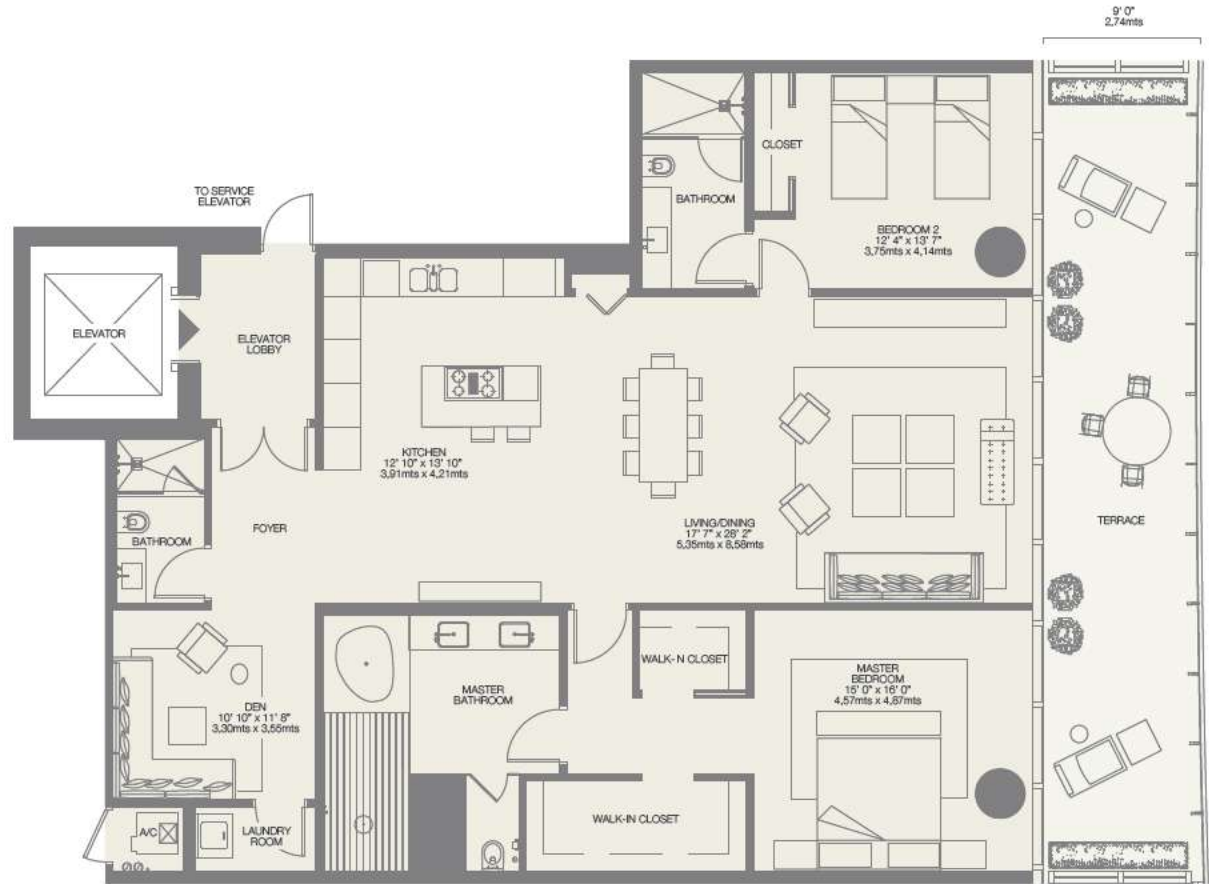 9' 0"
2,74mts
TO SERVICE
ELEVATOR
CLOSET
BATHROOM
BEDROOM 2
12' 4" x 13' 7"
3,75mts x 4,14mts
ELEVATOR
ELEVATOR
LOBBY
KITCHEN
12' 10" x 13' 10"
3,91mts x 4,21mts
FOYER
BATHROOM
LIVING/DINING
17' 7" x 28' 2"
5,35mts x 8,58mts
TERRACE
WALK- N CLOSET
MASTER
BATHROOM
MASTER
BEDROOM
15' 0" x 16' 0"
4,57mts x 4,87mts
DEN
10' 10" x 11' 8"
3,30mts x 3,55mts
WALK-IN CLOSET
A/C
LAUNDRY
ROOM